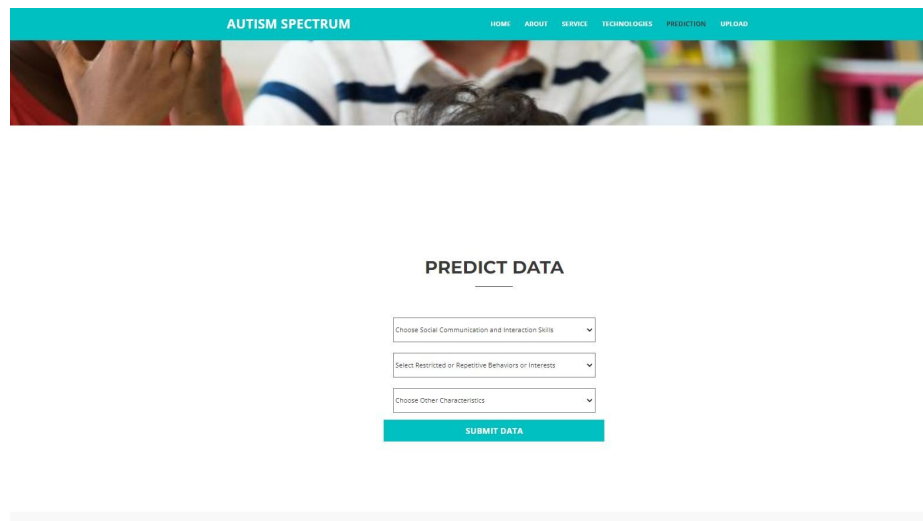 AUTISM SPECTRUM HOME ABOUT SERVICE TECHNOLOGIES PREDICTION UPLOAD
PREDICT DATA
Choose Social Communication and Interaction Skills
Select Restricted or Repetitive Behaviors or Interests
Choose Other Characteristics
SUBMIT DATA